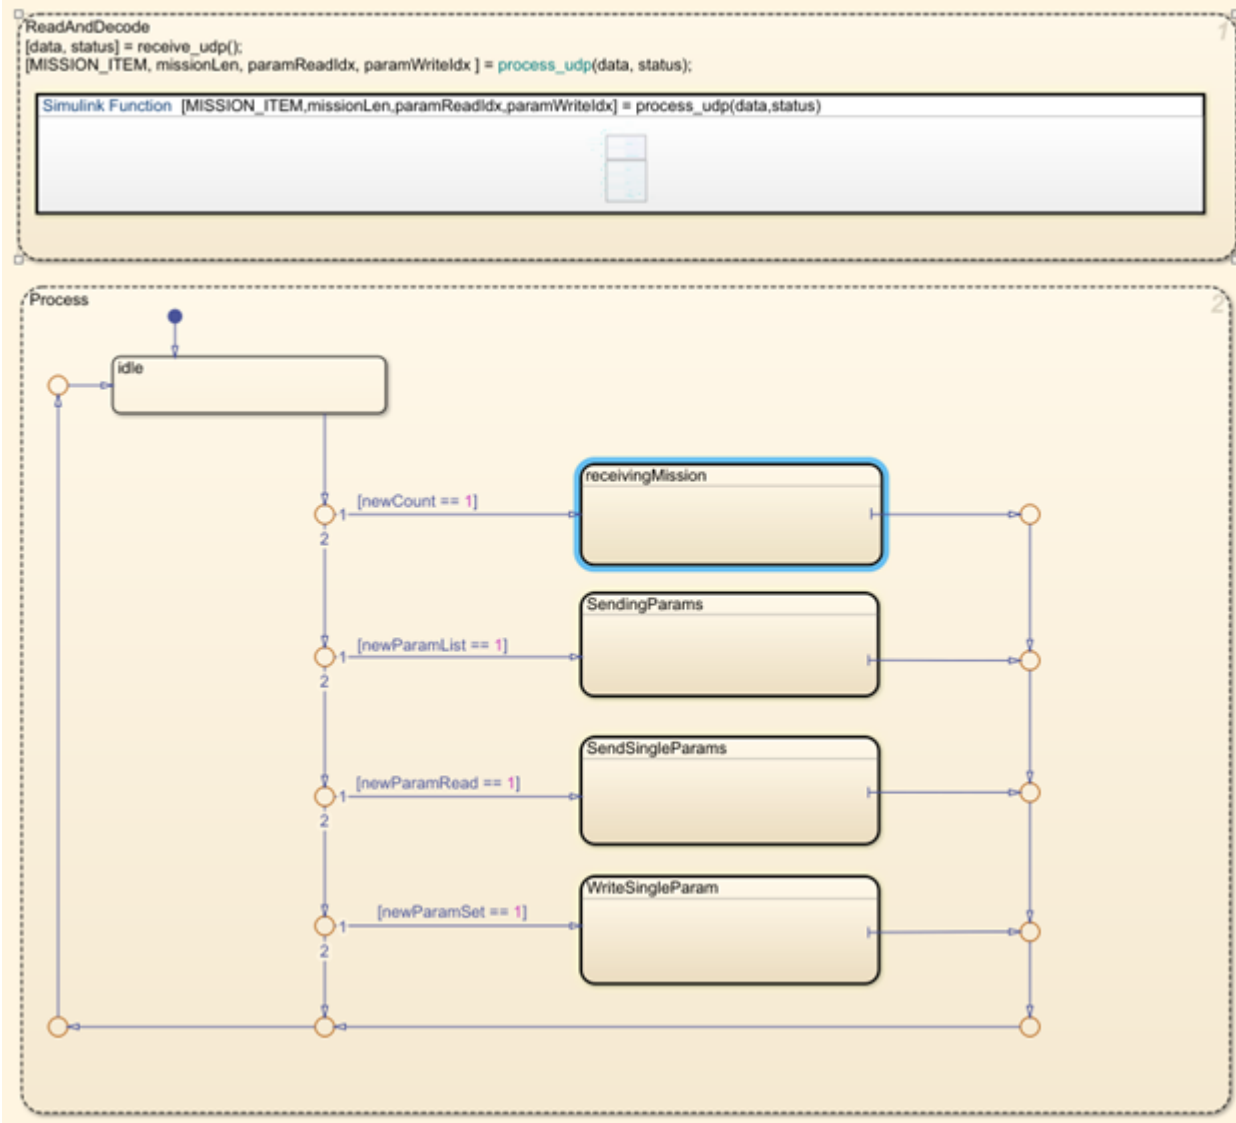 ReadAndDecode
1
[data, status] = receive_udp();
[MISSION_ITEM, missionLen, paramReadIdx, paramWriteIdx ] = process_udp(data, status);
Simulink Function [MISSION_ITEM,missionLen,paramReadIdx,paramWriteIdx] = process_udp(data,status)
Process
2
idle
receivingMission
1 [newCount == 1]
2
SendingParams
1 [newParamList == 1]
2
SendSingleParams
1 [newParamRead == 1]
2
WriteSingleParam
1 [newParamSet == 1]
2